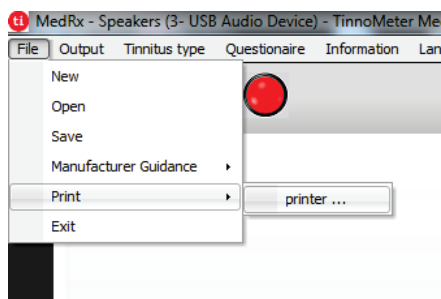 ti MedRx - Speakers (3- USB Audio Device) - TinnoMeter Me
File Output Tinnitus type Questionaire Information Lan
New
Open
Save
Manufacturer Guidance
Print
printer ...
Exit